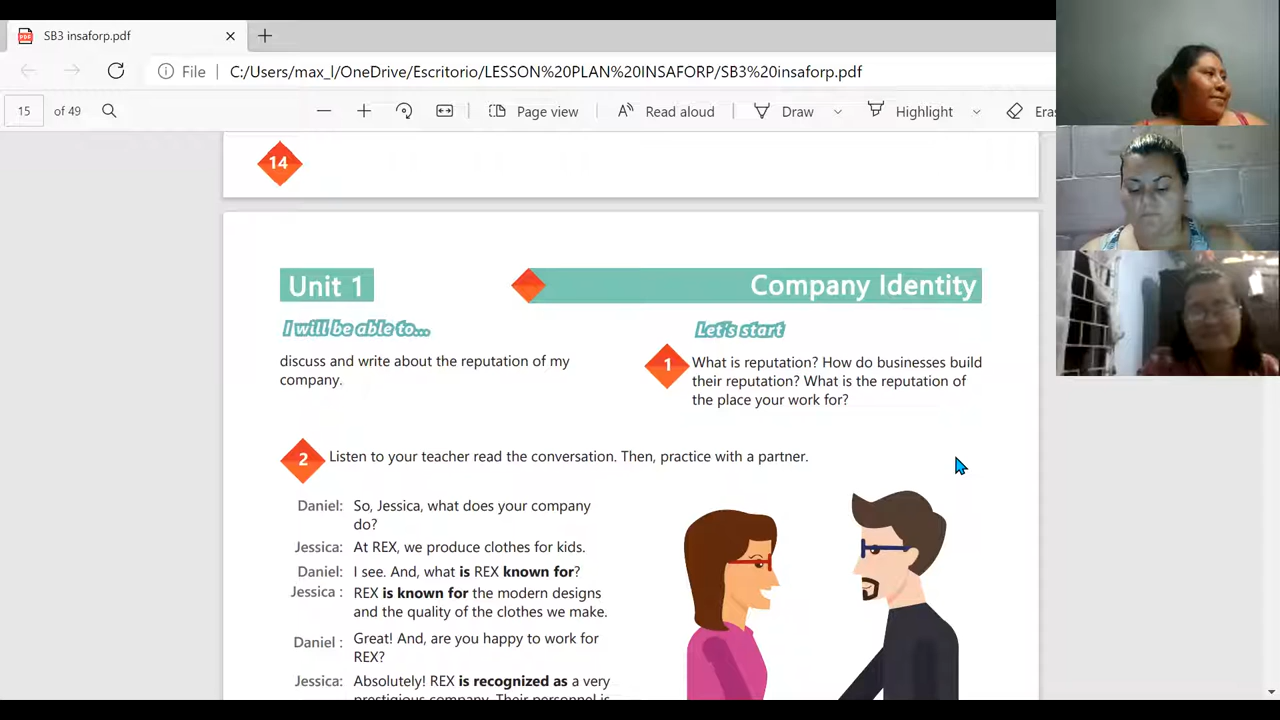 SB3 insaforp.pdf
File
C:/Users/max_l/OneDrive/Escritorio/LESSON%20PLAN%20INSAFORP/SB3%20insaforp.pdf
15 of 49
Page view
Read aloud
Draw
Highlight
Eras
14
Unit 1
Company Identity
I will be able to...
discuss and write about the reputation of my
company.
Let's start
1
What is reputation? How do businesses build
their reputation? What is the reputation of
the place your work for?
2
Listen to your teacher read the conversation. Then, practice with a partner.
Daniel: So, Jessica, what does your company
do?
Jessica: At REX, we produce clothes for kids.
Daniel: I see. And, what is REX known for?
Jessica : REX is known for the modern designs
and the quality of the clothes we make.
Daniel : Great! And, are you happy to work for
REX?
Jessica: Absolutely! REX is recognized as a very
prestigious company. Their personnel is